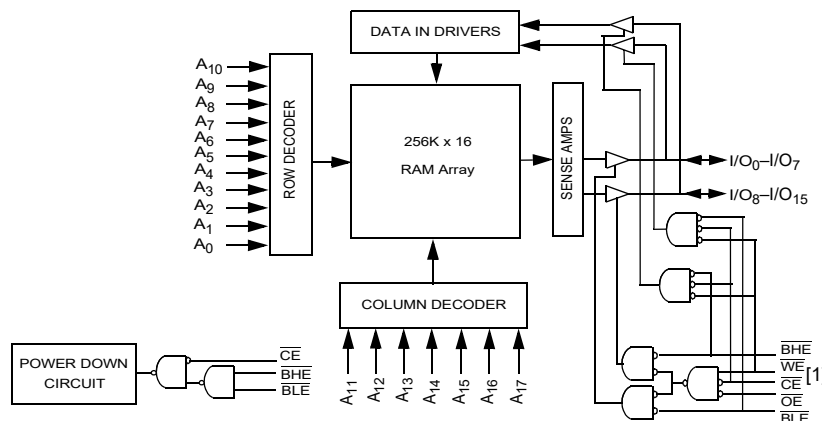 DATA IN DRIVERS
A10
A9
A8
A7
A6
A5
A4
A3
A2
A1
A0
ROW DECODER
256K x 16
RAM Array
SENSE AMPS
I/O0–I/O7
I/O8–I/O15
COLUMN DECODER
A11
A12
A13
A14
A15
A16
A17
POWER DOWN
CIRCUIT
CE
BHE
BLE
BHE
WE
CE [1
OE
BLE